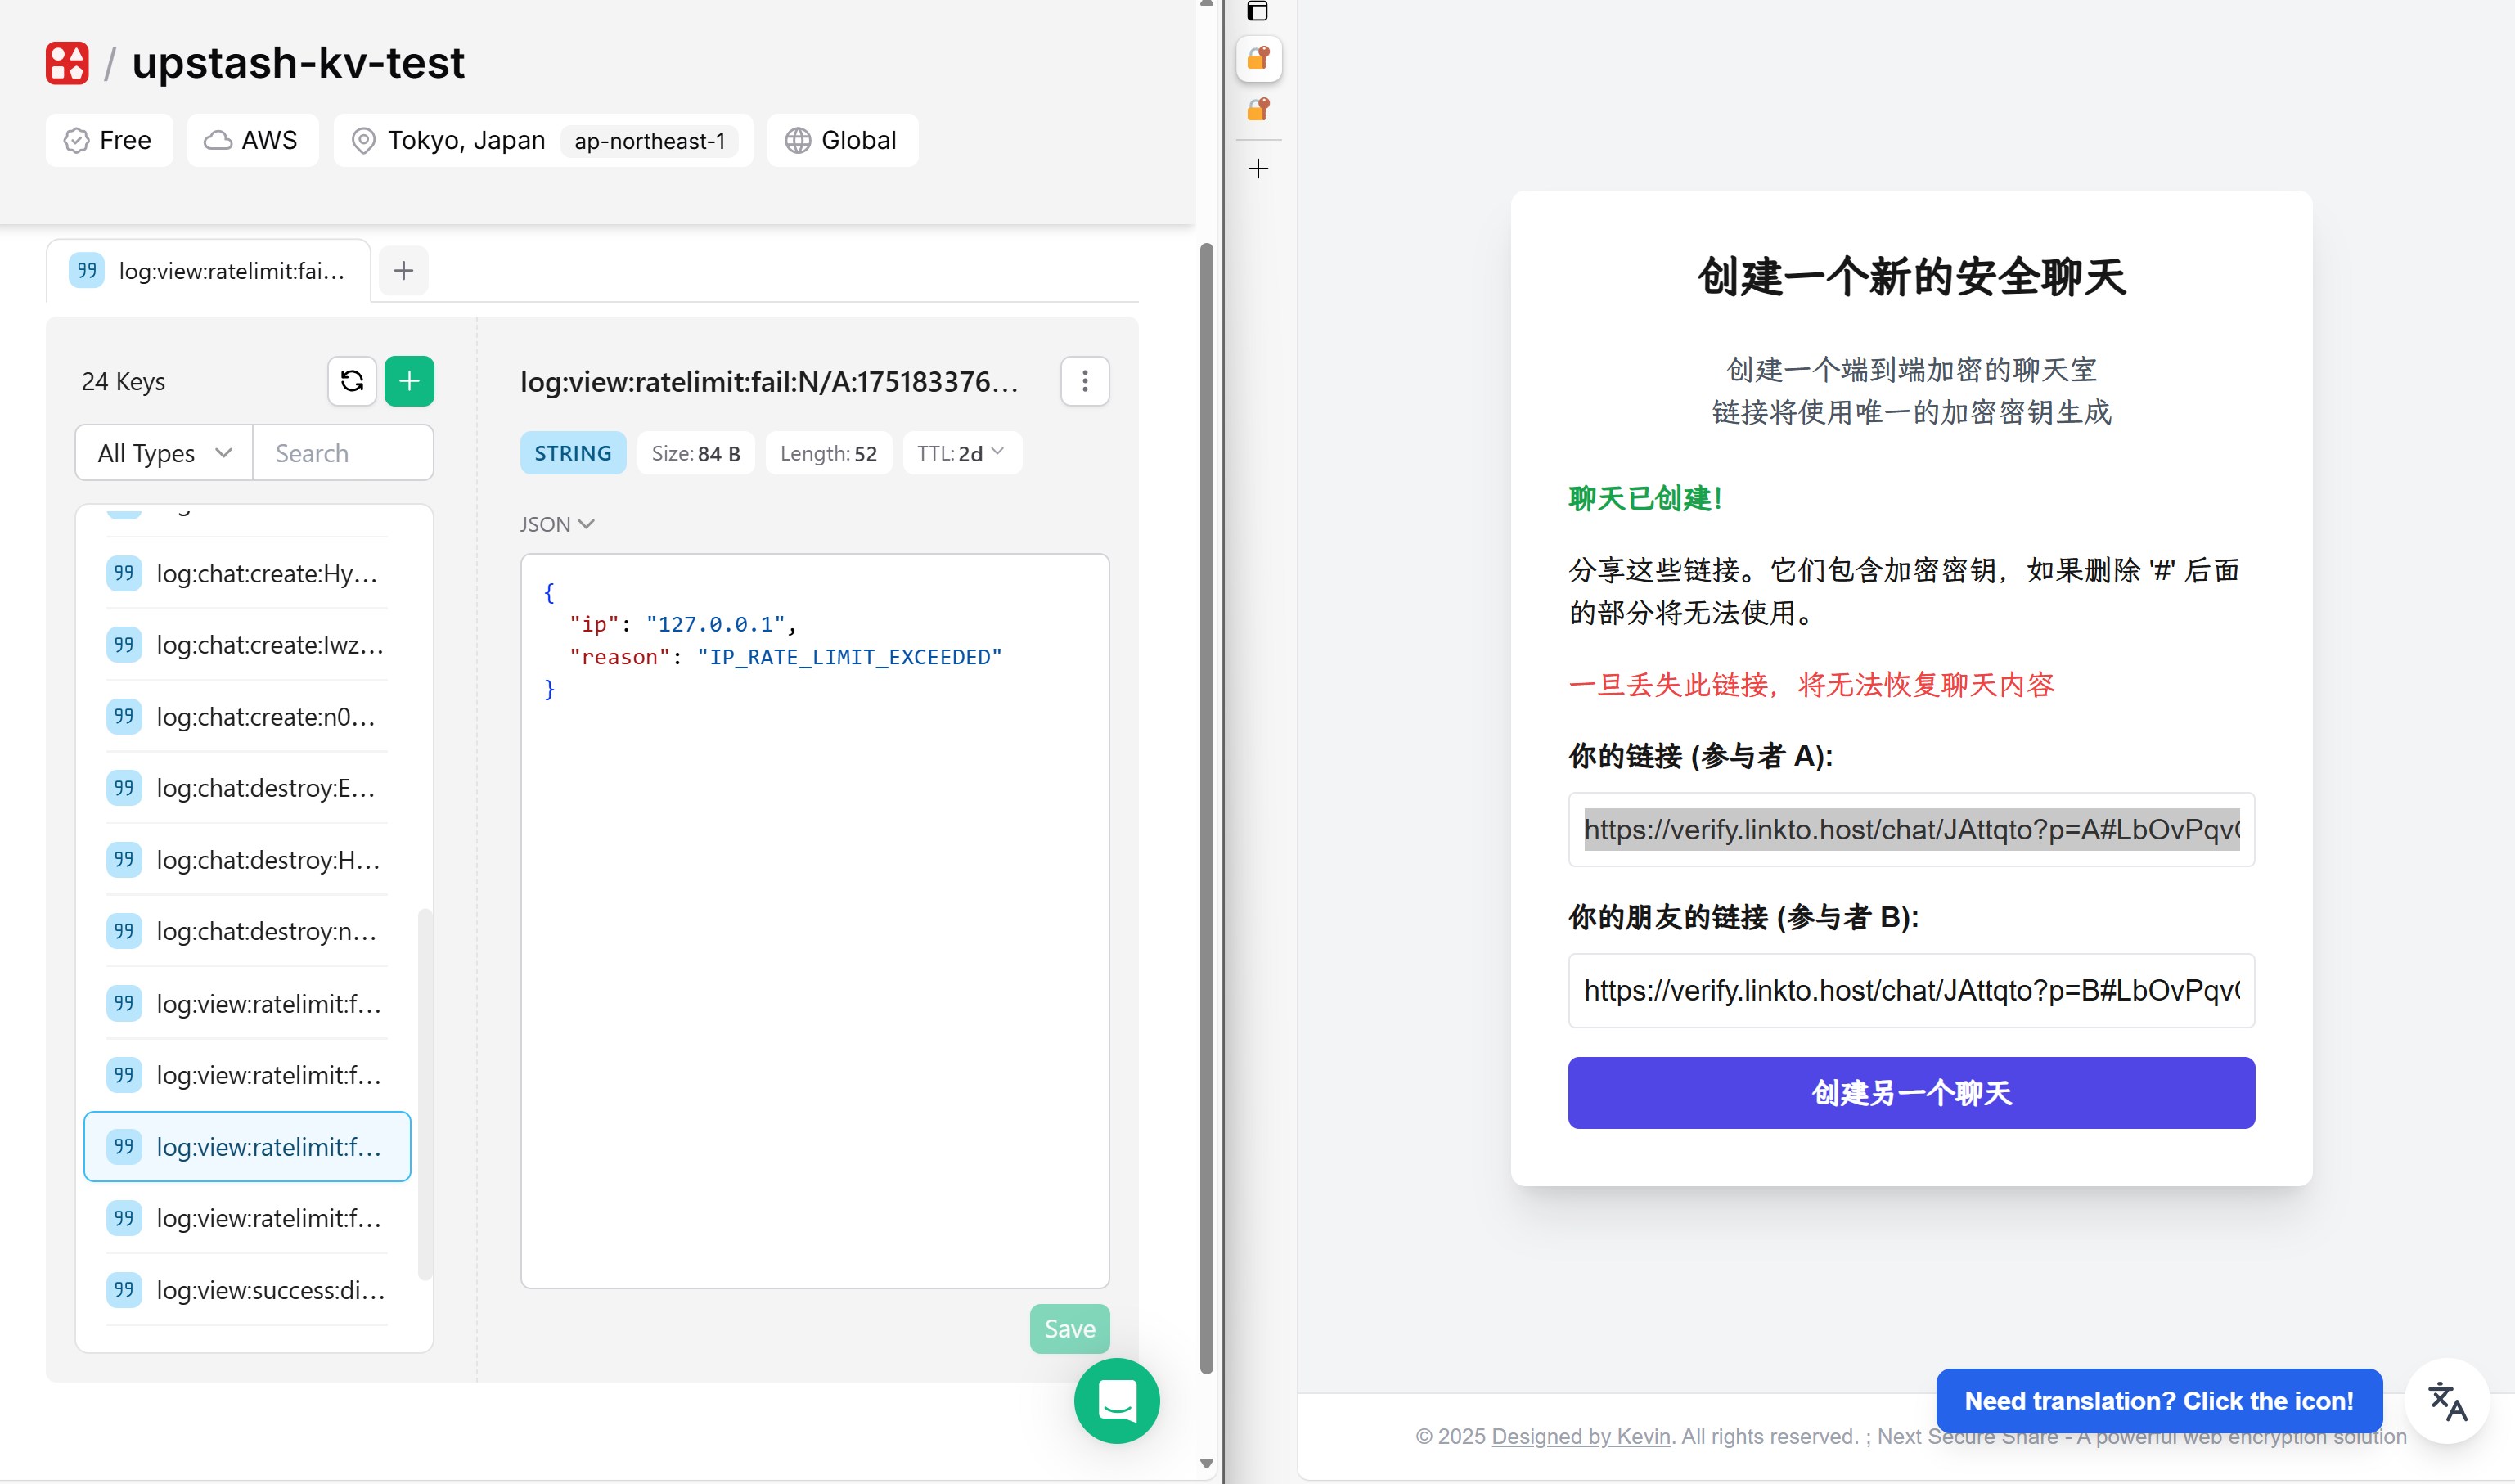 / upstash-kv-test
Free
AWS
Tokyo, Japan ap-northeast-1
Global
log:view:ratelimit:fai...
24 Keys
All Types
Search
log:chat:create:Hy...
log:chat:create:Iwz...
log:chat:create:n0...
log:chat:destroy:E...
log:chat:destroy:H...
log:chat:destroy:n...
log:view:ratelimit:f...
log:view:ratelimit:f...
log:view:ratelimit:f...
log:view:ratelimit:f...
log:view:success:di...
log:view:ratelimit:fail:N/A:175183376...
STRING
Size: 84 B
Length: 52
TTL: 2d
JSON
{
"ip": "127.0.0.1",
"reason": "IP_RATE_LIMIT_EXCEEDED"
}
Save
创建一个新的安全聊天
创建一个端到端加密的聊天室
链接将使用唯一的加密密钥生成
聊天已创建!
分享这些链接。它们包含加密密钥，如果删除 '#' 后面
的部分将无法使用。
一旦丢失此链接，将无法恢复聊天内容
你的链接 (参与者 A):
https://verify.linkto.host/chat/JAttqto?p=A#LbOvPqv
你的朋友的链接 (参与者 B):
https://verify.linkto.host/chat/JAttqto?p=B#LbOvPqv
创建另一个聊天
Need translation? Click the icon!
© 2025 Designed by Kevin. All rights reserved. ; Next Secure Share - A powerful web encryption solution